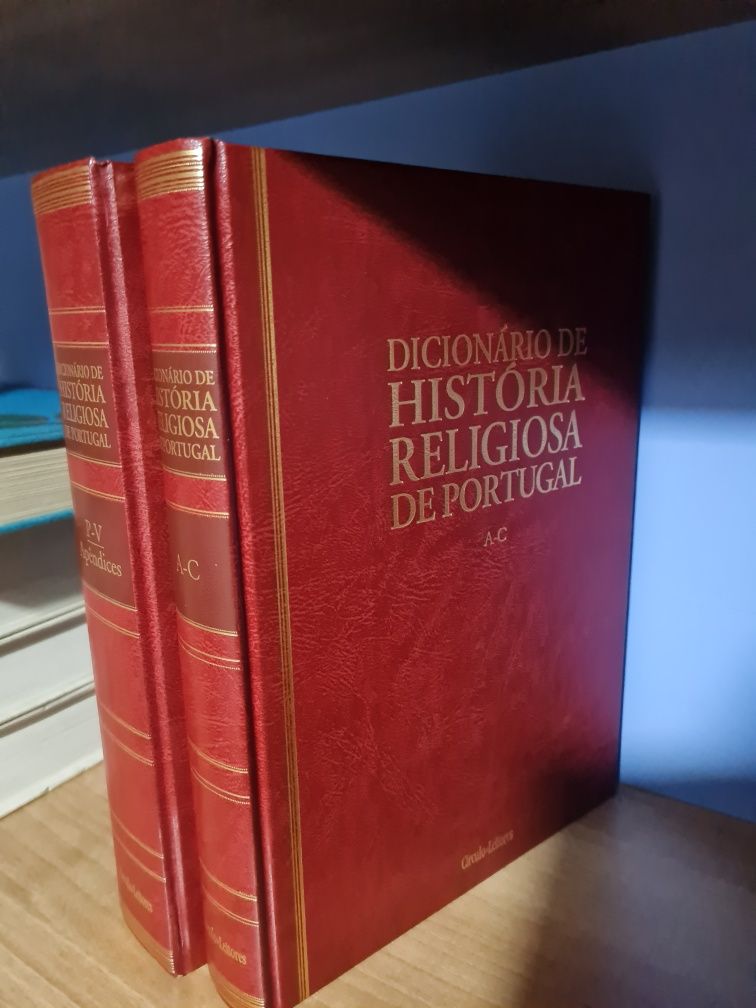 DICIONÁRIO DE
HISTÓRIA
RELIGIOSA
DE PORTUGAL
P-V
Apêndices
DICIONÁRIO DE
HISTÓRIA
RELIGIOSA
DE PORTUGAL
A-C
Leitores
DICIONÁRIO DE
HISTÓRIA
RELIGIOSA
DE PORTUGAL
A-C
Círculo de Leitores